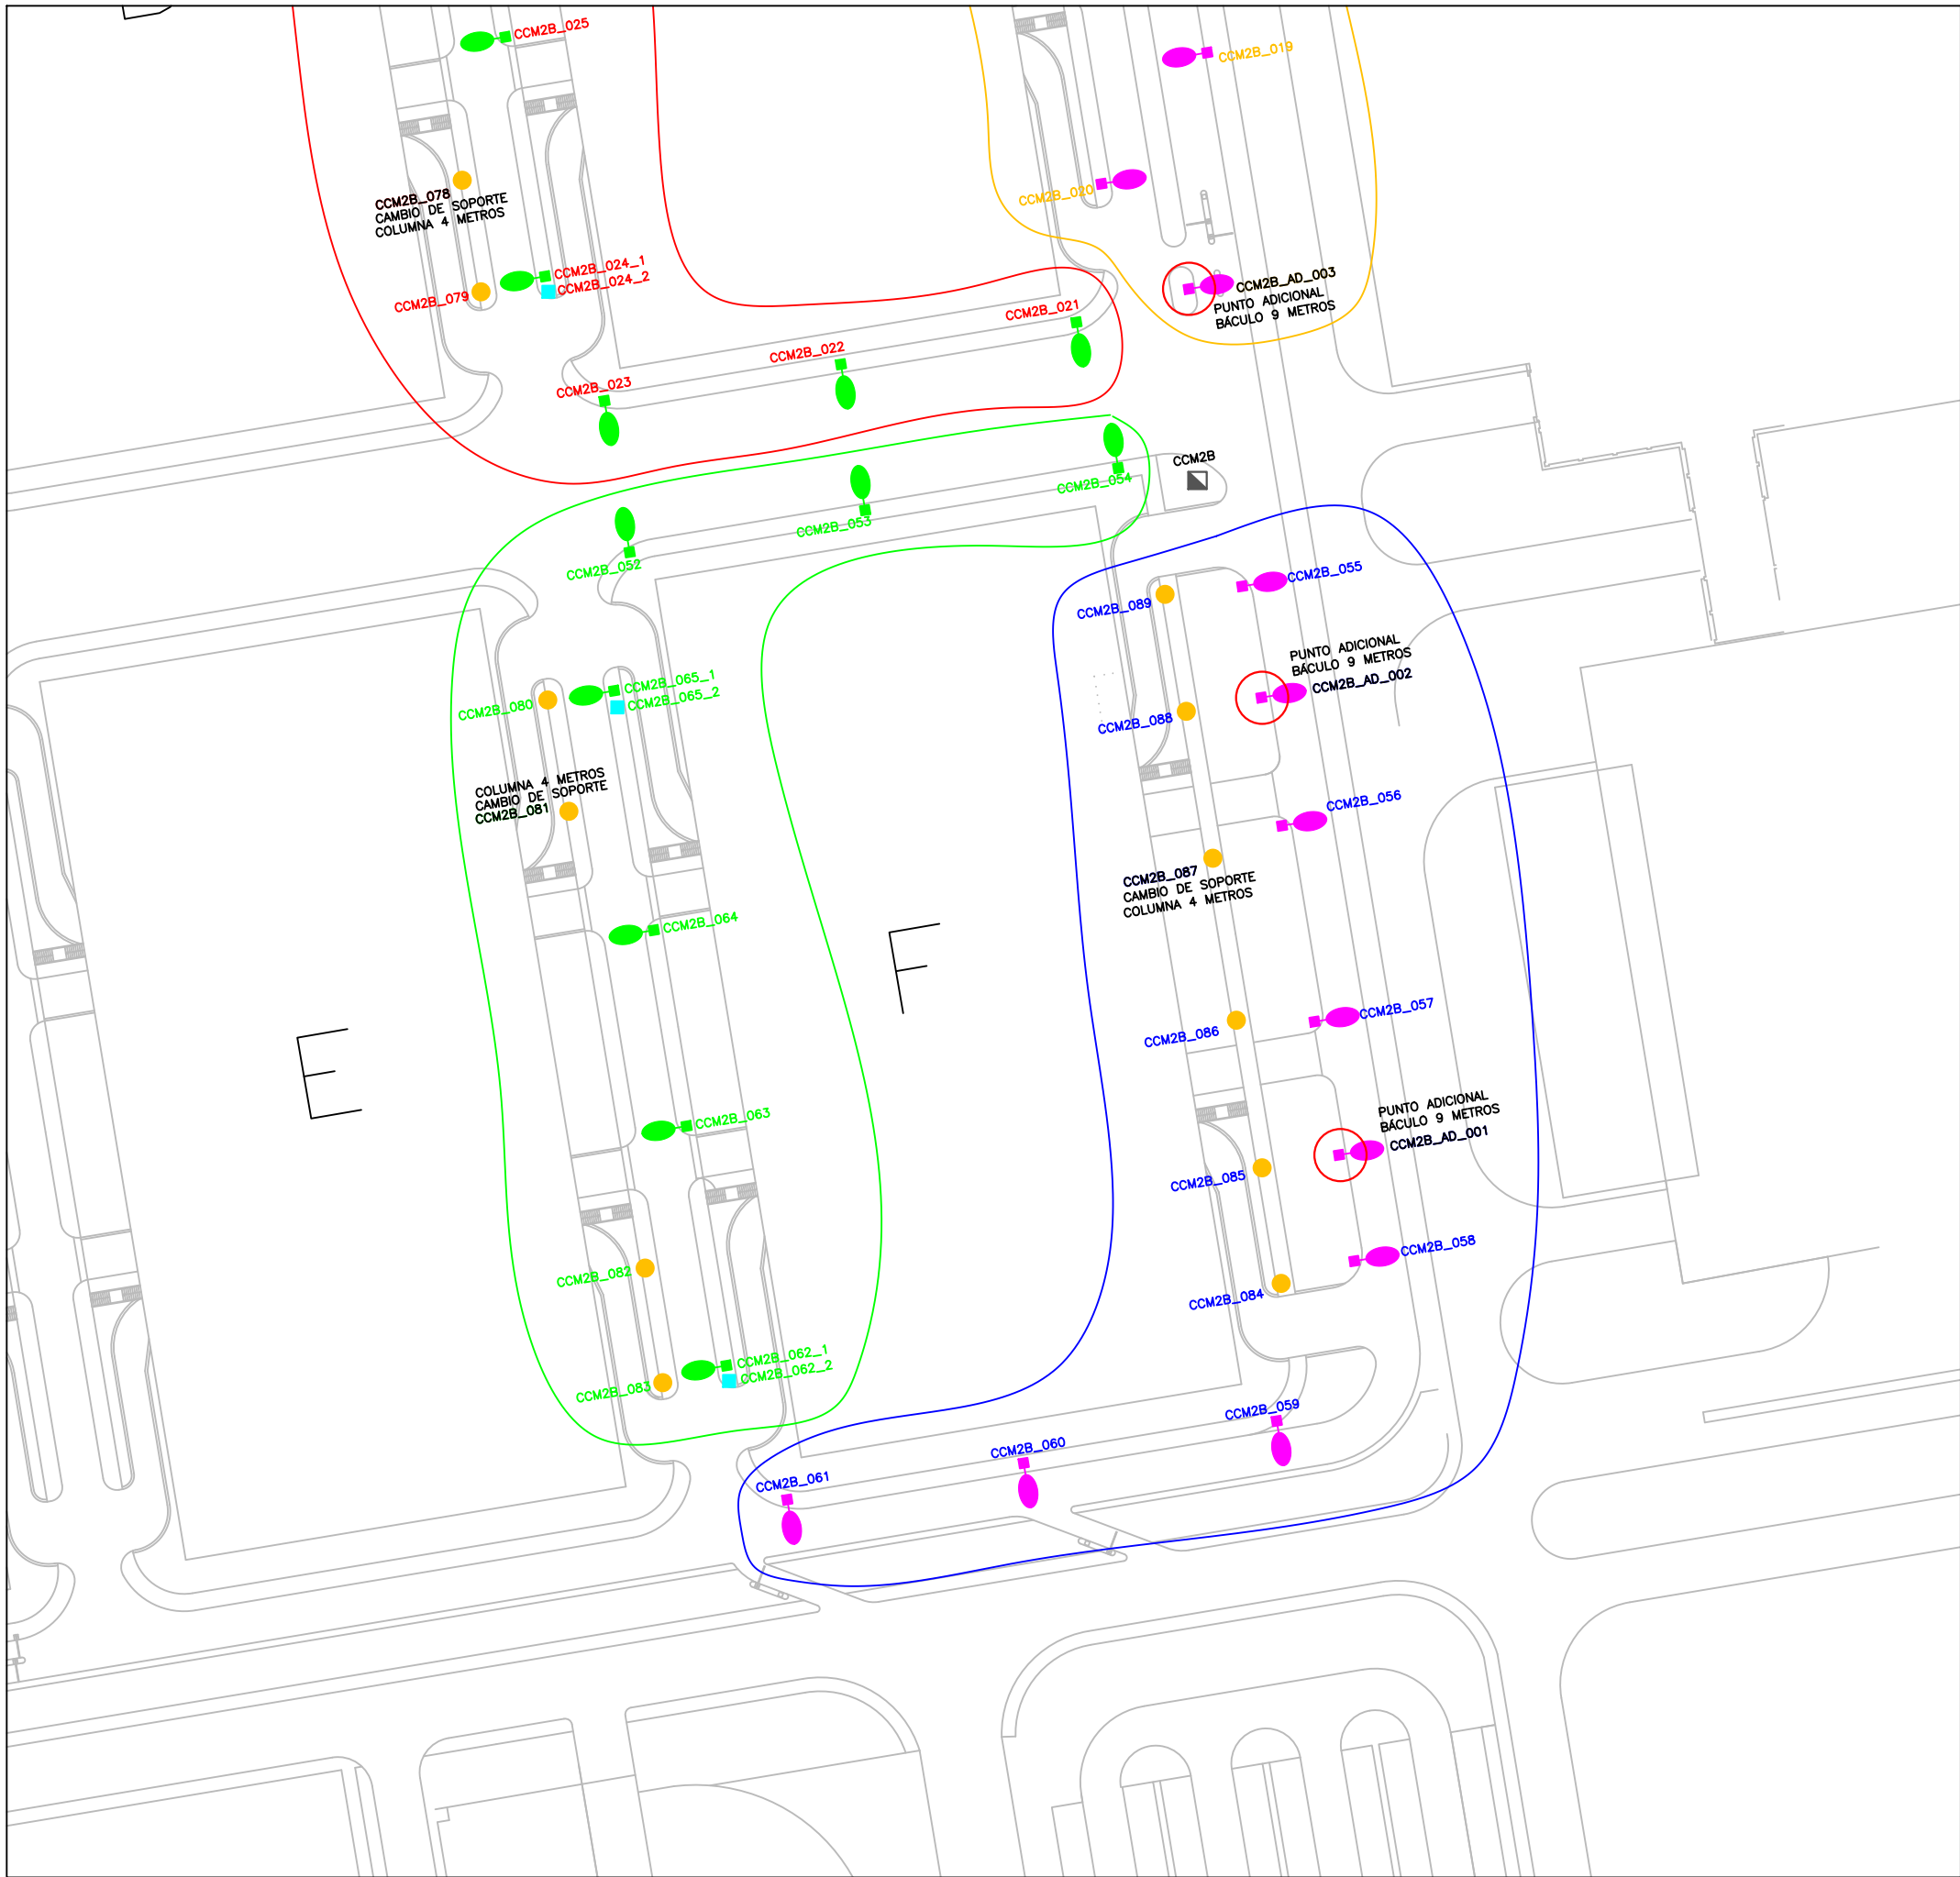 CCM2B_025
CCM2B_019
CCM2B_078
CAMBIO DE SOPORTE
COLUMNA 4 METROS
CCM2B_020
CCM2B_024_1
CCM2B_024_2
CCM2B_079
CCM2B_AD_003
PUNTO ADICIONAL
BÁCULO 9 METROS
CCM2B_021
CCM2B_022
CCM2B_023
CCM2B
CCM2B_054
CCM2B_053
CCM2B_052
CCM2B_055
CCM2B_089
PUNTO ADICIONAL
BÁCULO 9 METROS
CCM2B_AD_002
CCM2B_065_1
CCM2B_065_2
CCM2B_080
CCM2B_088
COLUMNA 4 METROS
CAMBIO DE SOPORTE
CCM2B_081
CCM2B_056
CCM2B_087
CAMBIO DE SOPORTE
COLUMNA 4 METROS
CCM2B_064
F
CCM2B_057
CCM2B_086
E
CCM2B_063
PUNTO ADICIONAL
BÁCULO 9 METROS
CCM2B_AD_001
CCM2B_085
CCM2B_058
CCM2B_082
CCM2B_084
CCM2B_062_1
CCM2B_062_2
CCM2B_083
CCM2B_059
CCM2B_060
CCM2B_061